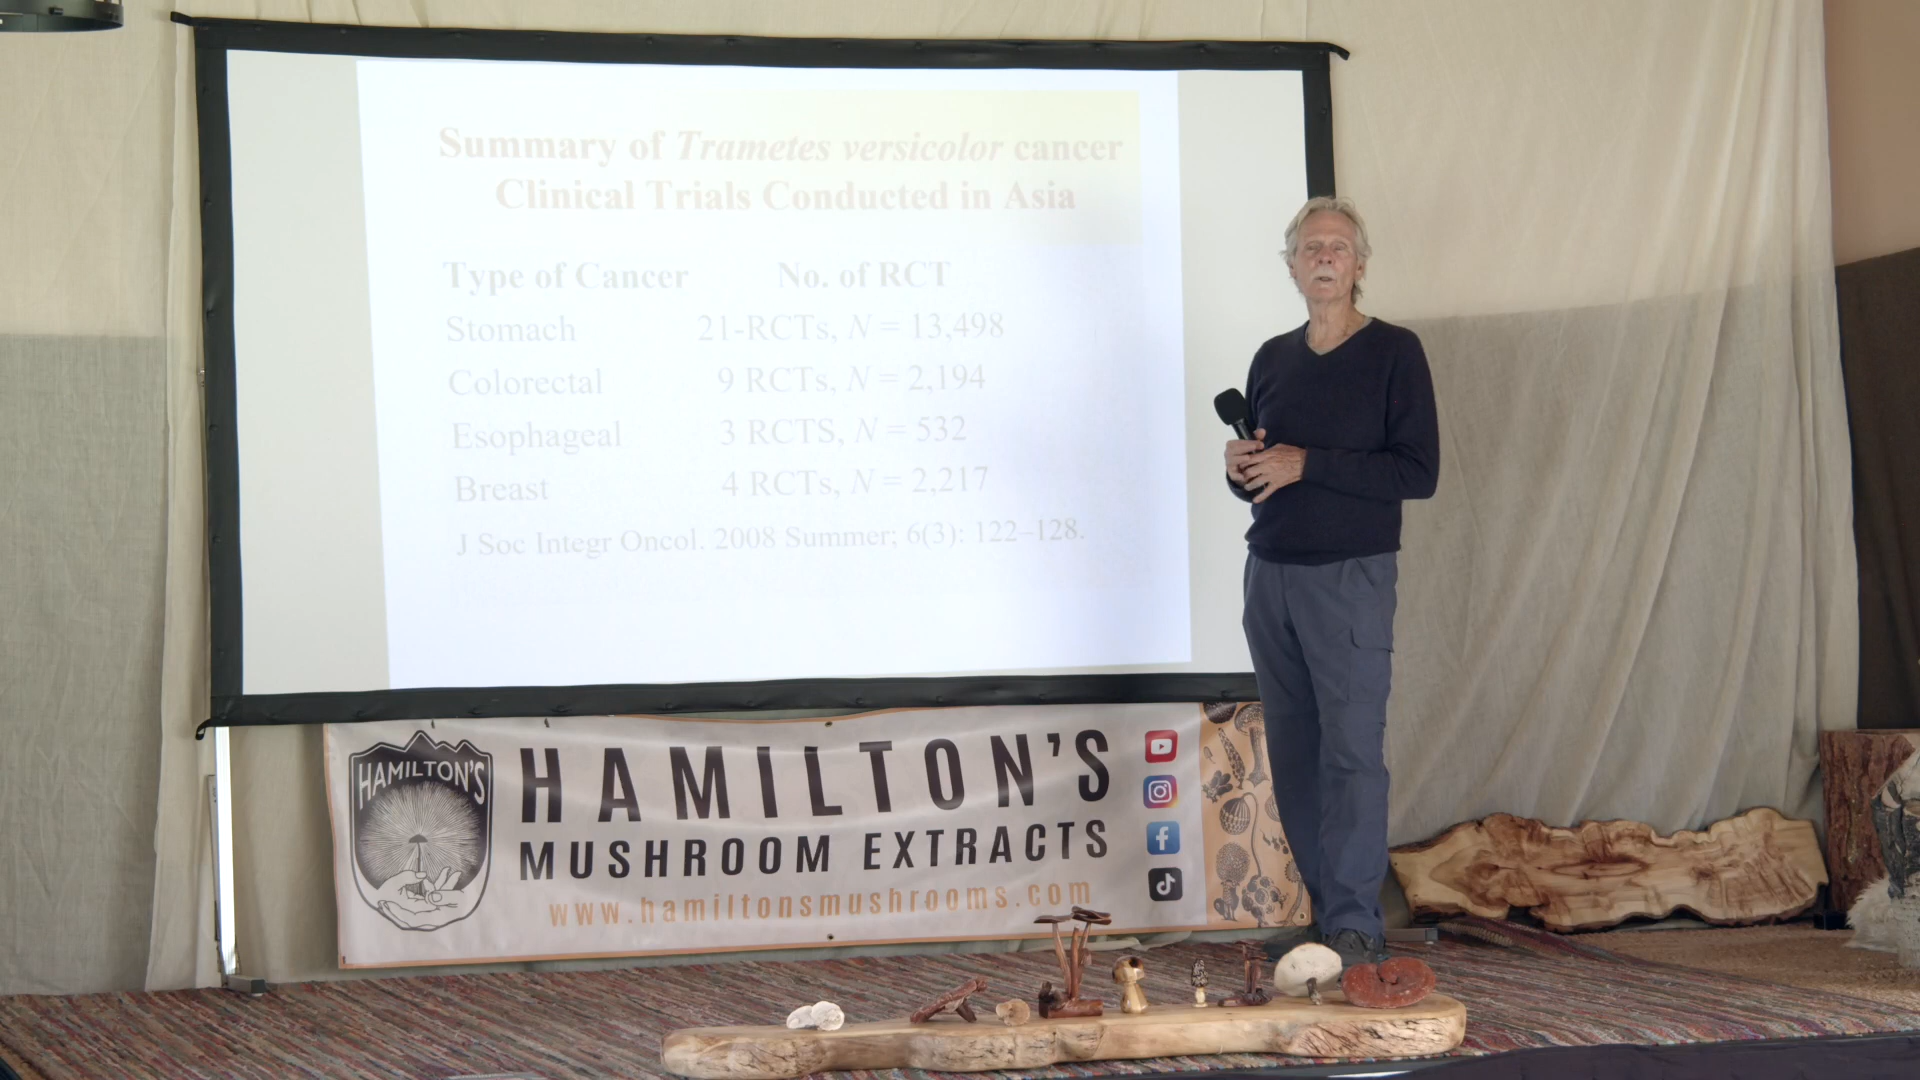 Summary of Trametes versicolor cancer
Clinical Trials Conducted in Asia
Type of Cancer No. of RCT
Stomach 21-RCTs, N = 13,498
Colorectal 9 RCTs, N = 2,194
Esophageal 3 RCTS, N = 532
Breast 4 RCTs, N = 2,217
J Soc Integr Oncol. 2008 Summer; 6(3): 122–128.
HAMILTON'S
HAMILTON'S
MUSHROOM EXTRACTS
www.hamiltonsmushrooms.com